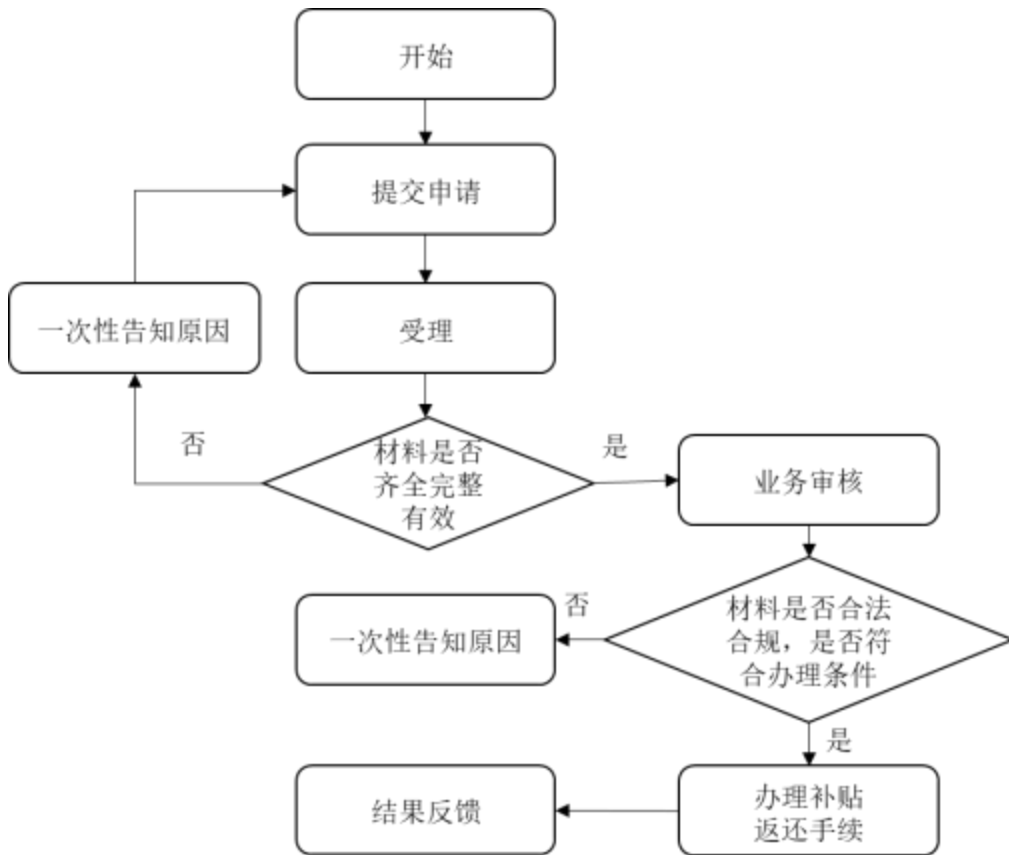 开始
提交申请
一次性告知原因
受理
否
材料是否
齐全完整
有效
是
业务审核
一次性告知原因
否
材料是否合法
合规，是否符
合办理条件
是
结果反馈
办理补贴
返还手续